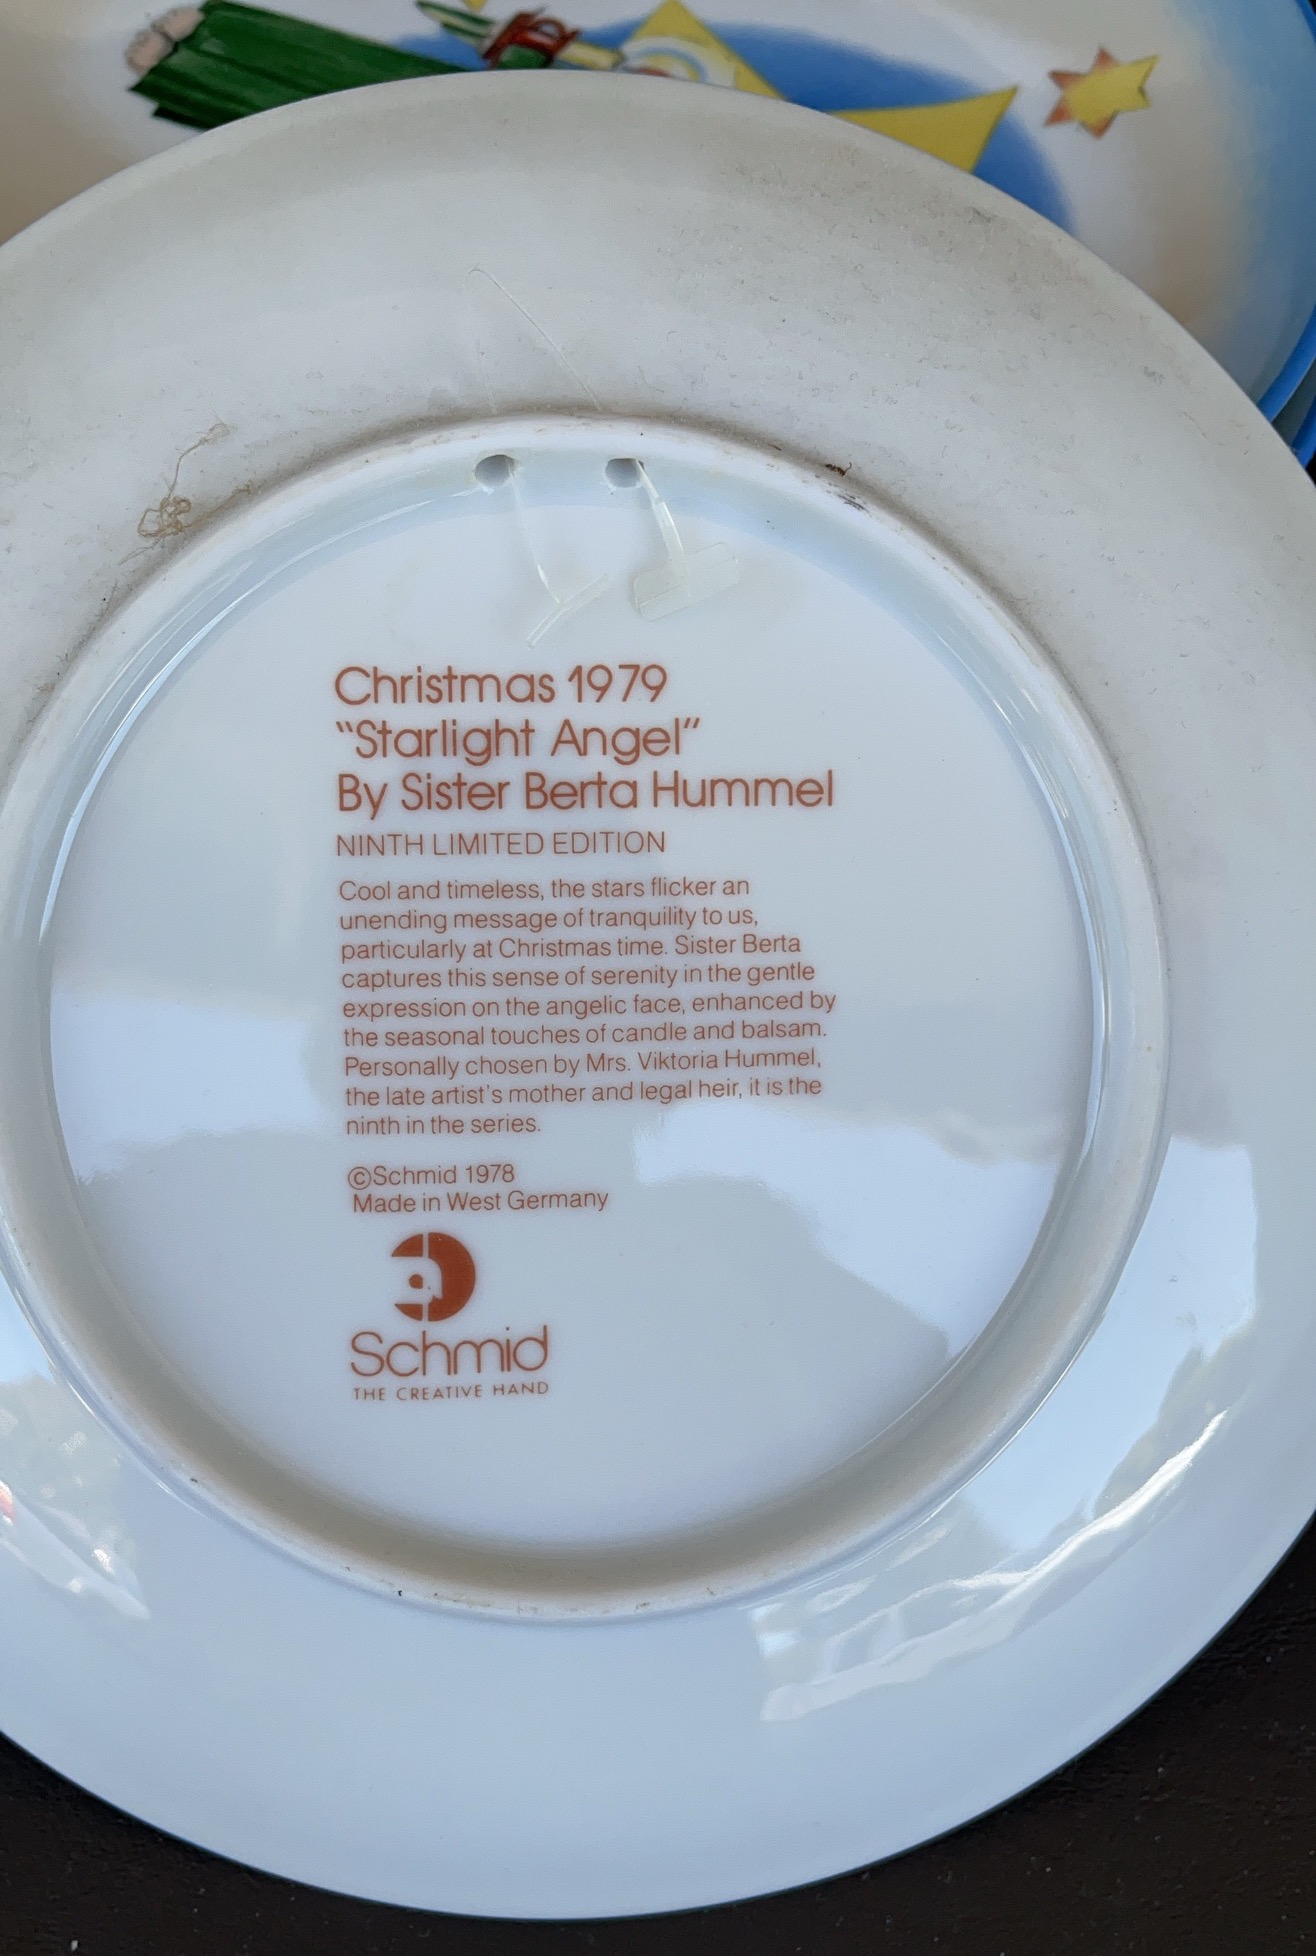 Christmas 1979
"Starlight Angel"
By Sister Berta Hummel
NINTH LIMITED EDITION
Cool and timeless, the stars flicker an
unending message of tranquility to us,
particularly at Christmas time. Sister Berta
captures this sense of serenity in the gentle
expression on the angelic face, enhanced by
the seasonal touches of candle and balsam.
Personally chosen by Mrs. Viktoria Hummel,
the late artist's mother and legal heir, it is the
ninth in the series.
©Schmid 1978
Made in West Germany
Schmid
THE CREATIVE HAND